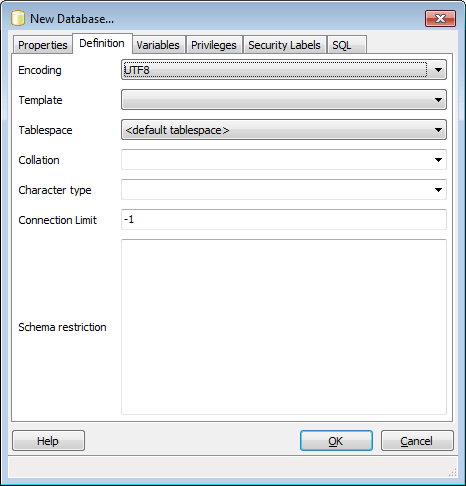 New Database...
Properties Definition Variables Privileges Security Labels SQL
Encoding UTF8
Template
Tablespace <default tablespace>
Collation
Character type
Connection Limit -1
Schema restriction
Help OK Cancel